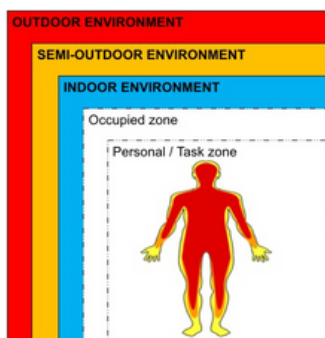 OUTDOOR ENVIRONMENT
SEMI-OUTDOOR ENVIRONMENT
INDOOR ENVIRONMENT
Occupied zone
Personal / Task zone